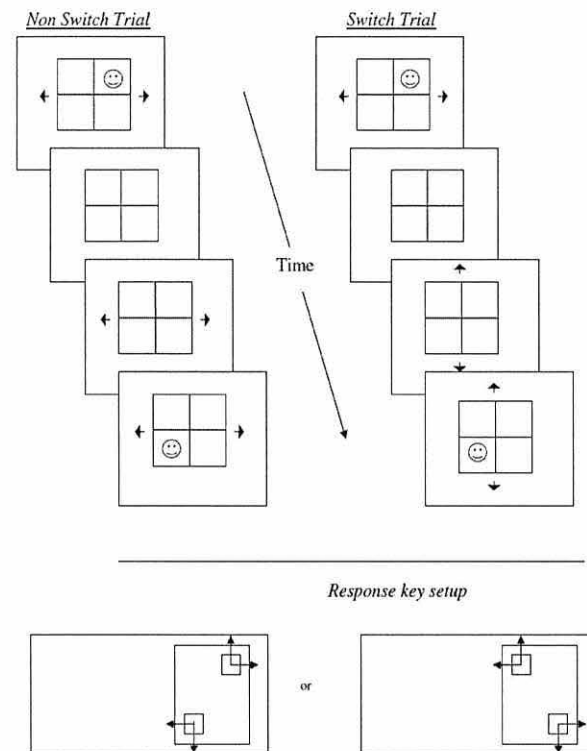 Non Switch Trial
Switch Trial
Time
Response key setup
or